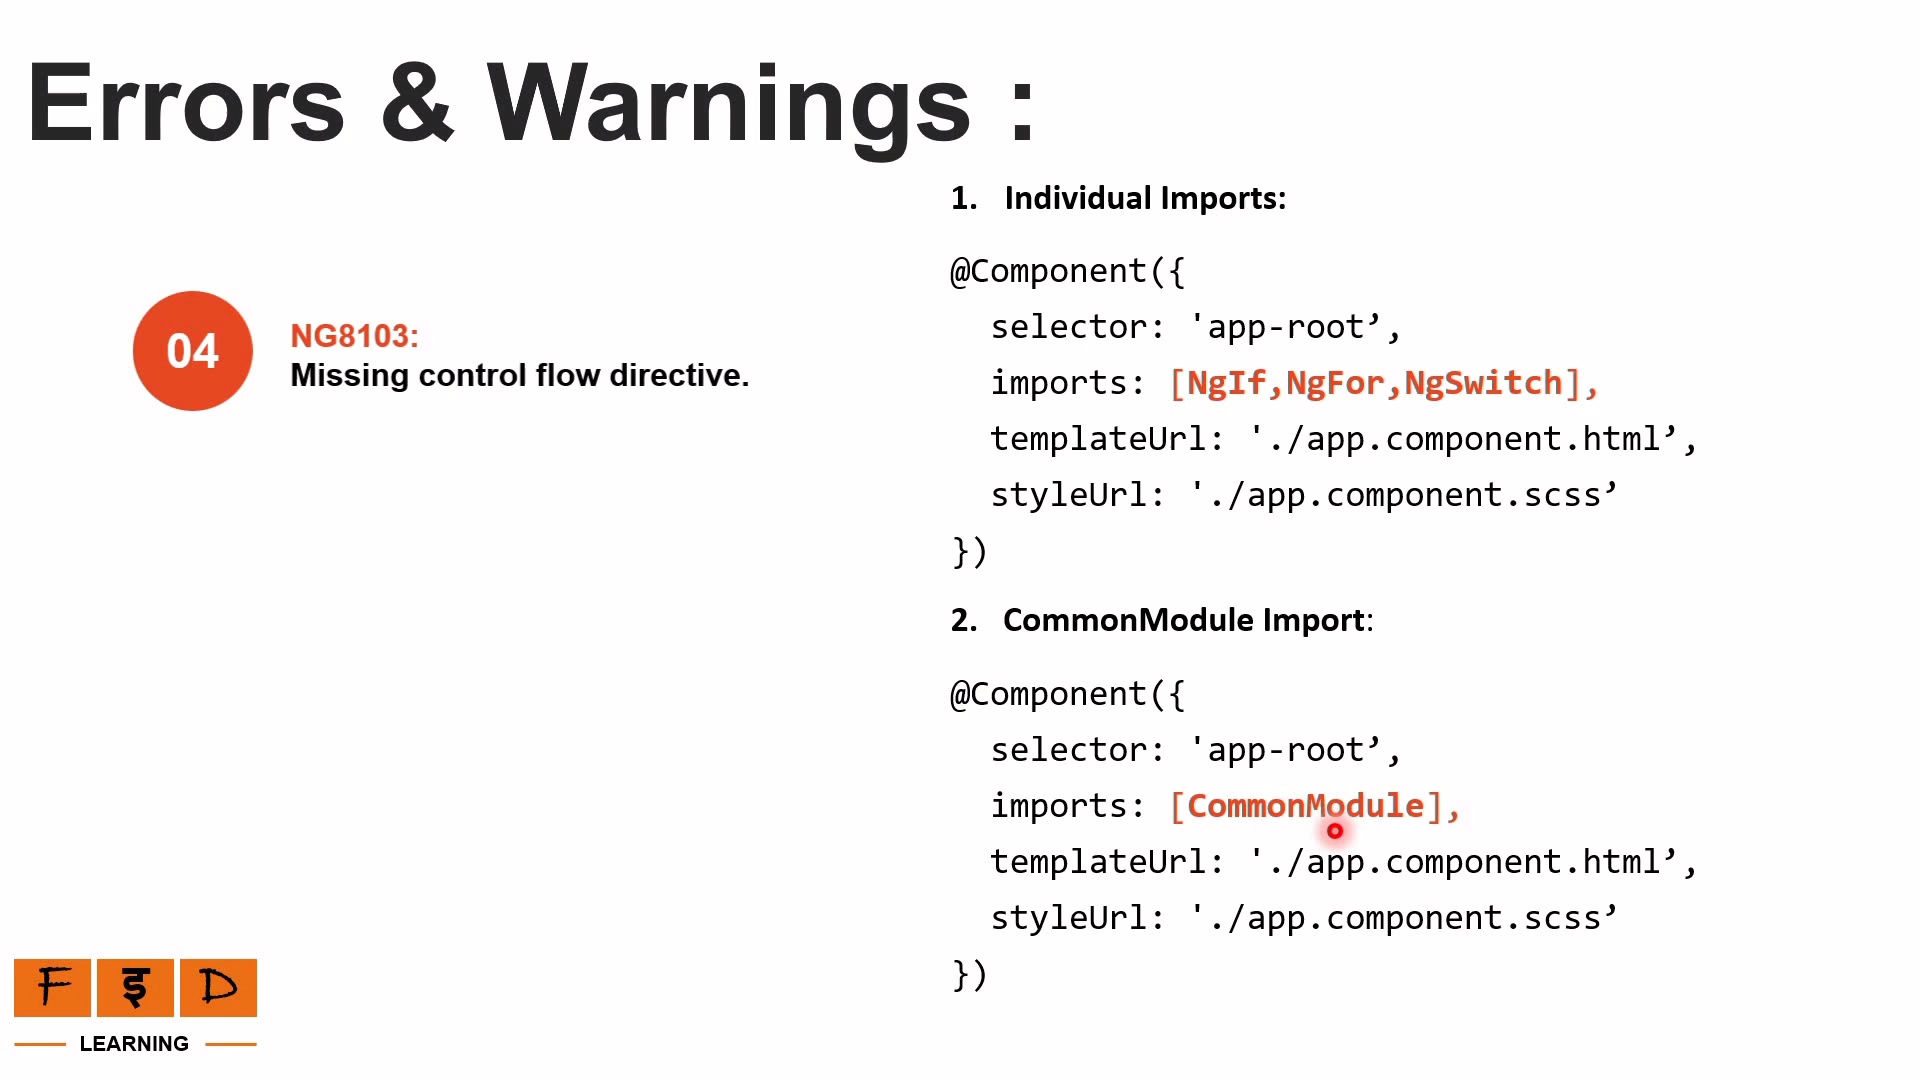 Errors & Warnings :
04
NG8103:
Missing control flow directive.
1. Individual Imports:
@Component({
  selector: 'app-root’,
  imports: [NgIf,NgFor,NgSwitch],
  templateUrl: './app.component.html’,
  styleUrl: './app.component.scss’
})
2. CommonModule Import:
@Component({
  selector: 'app-root’,
  imports: [CommonModule],
  templateUrl: './app.component.html’,
  styleUrl: './app.component.scss’
})
F इ D
LEARNING